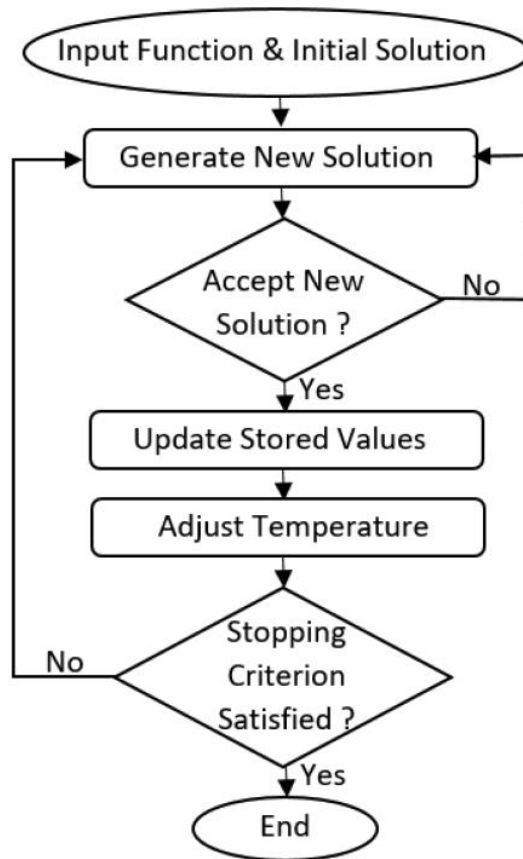 Input Function & Initial Solution
Generate New Solution
Accept New
Solution ?
No
Yes
Update Stored Values
Adjust Temperature
Stopping
Criterion
Satisfied ?
No
Yes
End